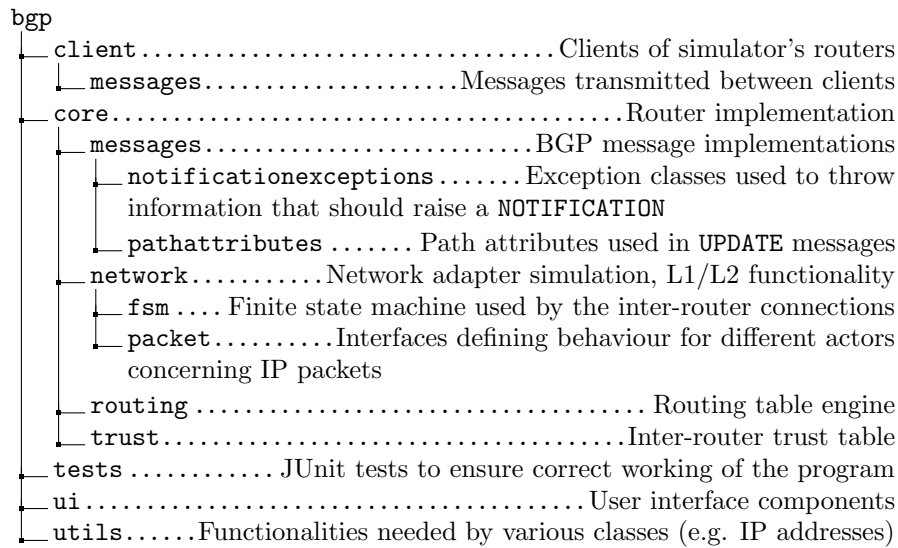 bgp
client..................................Clients of simulator's routers
messages.....................Messages transmitted between clients
core..........................................Router implementation
messages...........................BGP message implementations
notificationexceptions.......Exception classes used to throw
information that should raise a NOTIFICATION
pathattributes ....... Path attributes used in UPDATE messages
network...........Network adapter simulation, L1/L2 functionality
fsm .... Finite state machine used by the inter-router connections
packet..........Interfaces defining behaviour for different actors
concerning IP packets
routing ..................................... Routing table engine
trust......................................Inter-router trust table
tests ............ JUnit tests to ensure correct working of the program
ui.........................................User interface components
utils......Functionalities needed by various classes (e.g. IP addresses)